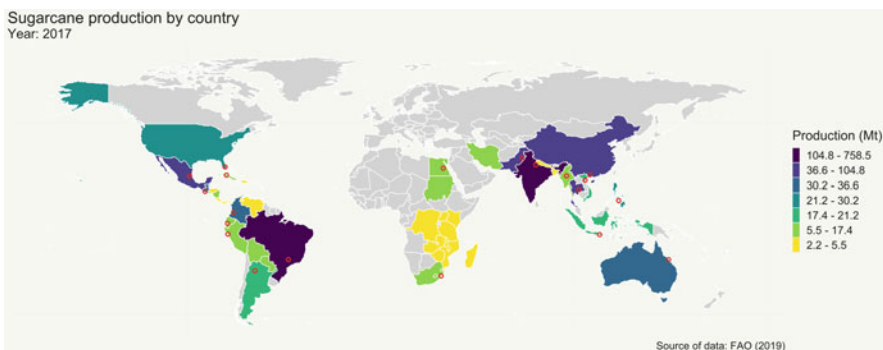 Sugarcane production by country
Year: 2017
Production (Mt)
104.8 - 758.5
36.6 - 104.8
30.2 - 36.6
21.2 - 30.2
17.4 - 21.2
5.5 - 17.4
2.2 - 5.5
Source of data: FAO (2019)